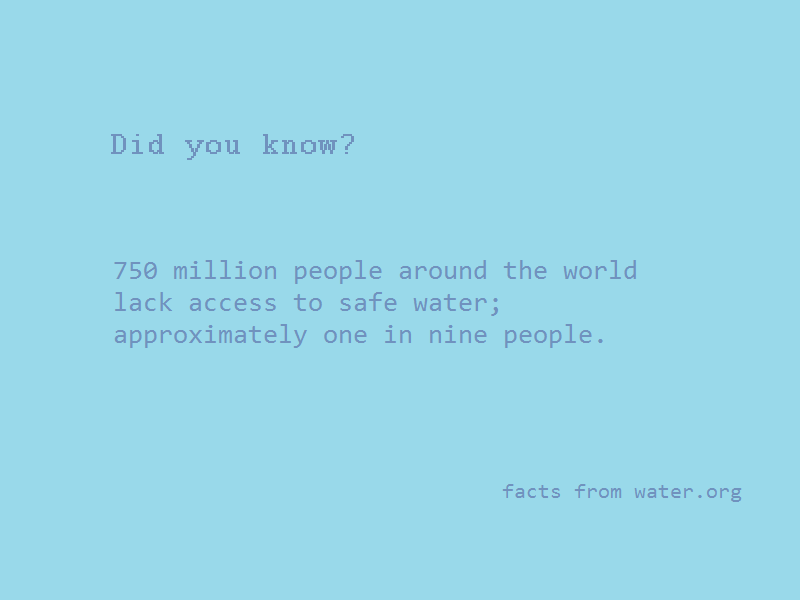 Did you know?
750 million people around the world
lack access to safe water;
approximately one in nine people.
facts from water.org